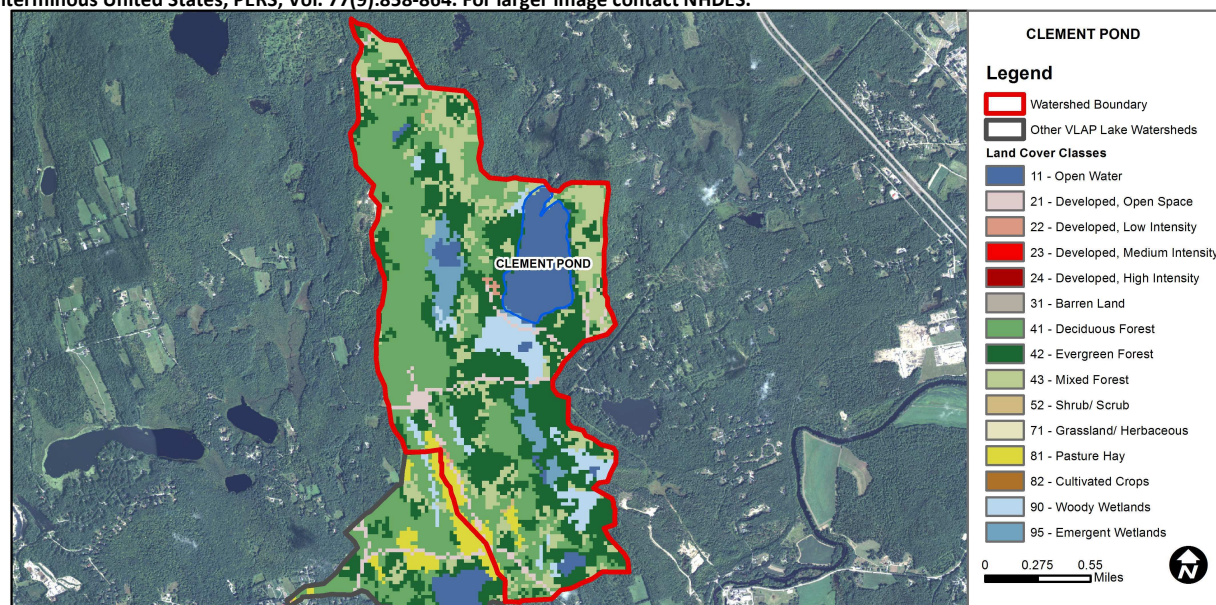 nterminous United States, PERS, Vol. 77(9):858-864. For larger image contact NHDES.
CLEMENT POND
CLEMENT POND
Legend
Watershed Boundary
Other VLAP Lake Watersheds
Land Cover Classes
11 - Open Water
21 - Developed, Open Space
22 - Developed, Low Intensity
23 - Developed, Medium Intensity
24 - Developed, High Intensity
31 - Barren Land
41 - Deciduous Forest
42 - Evergreen Forest
43 - Mixed Forest
52 - Shrub/ Scrub
71 - Grassland/ Herbaceous
81 - Pasture Hay
82 - Cultivated Crops
90 - Woody Wetlands
95 - Emergent Wetlands
0 0.275 0.55
Miles
N